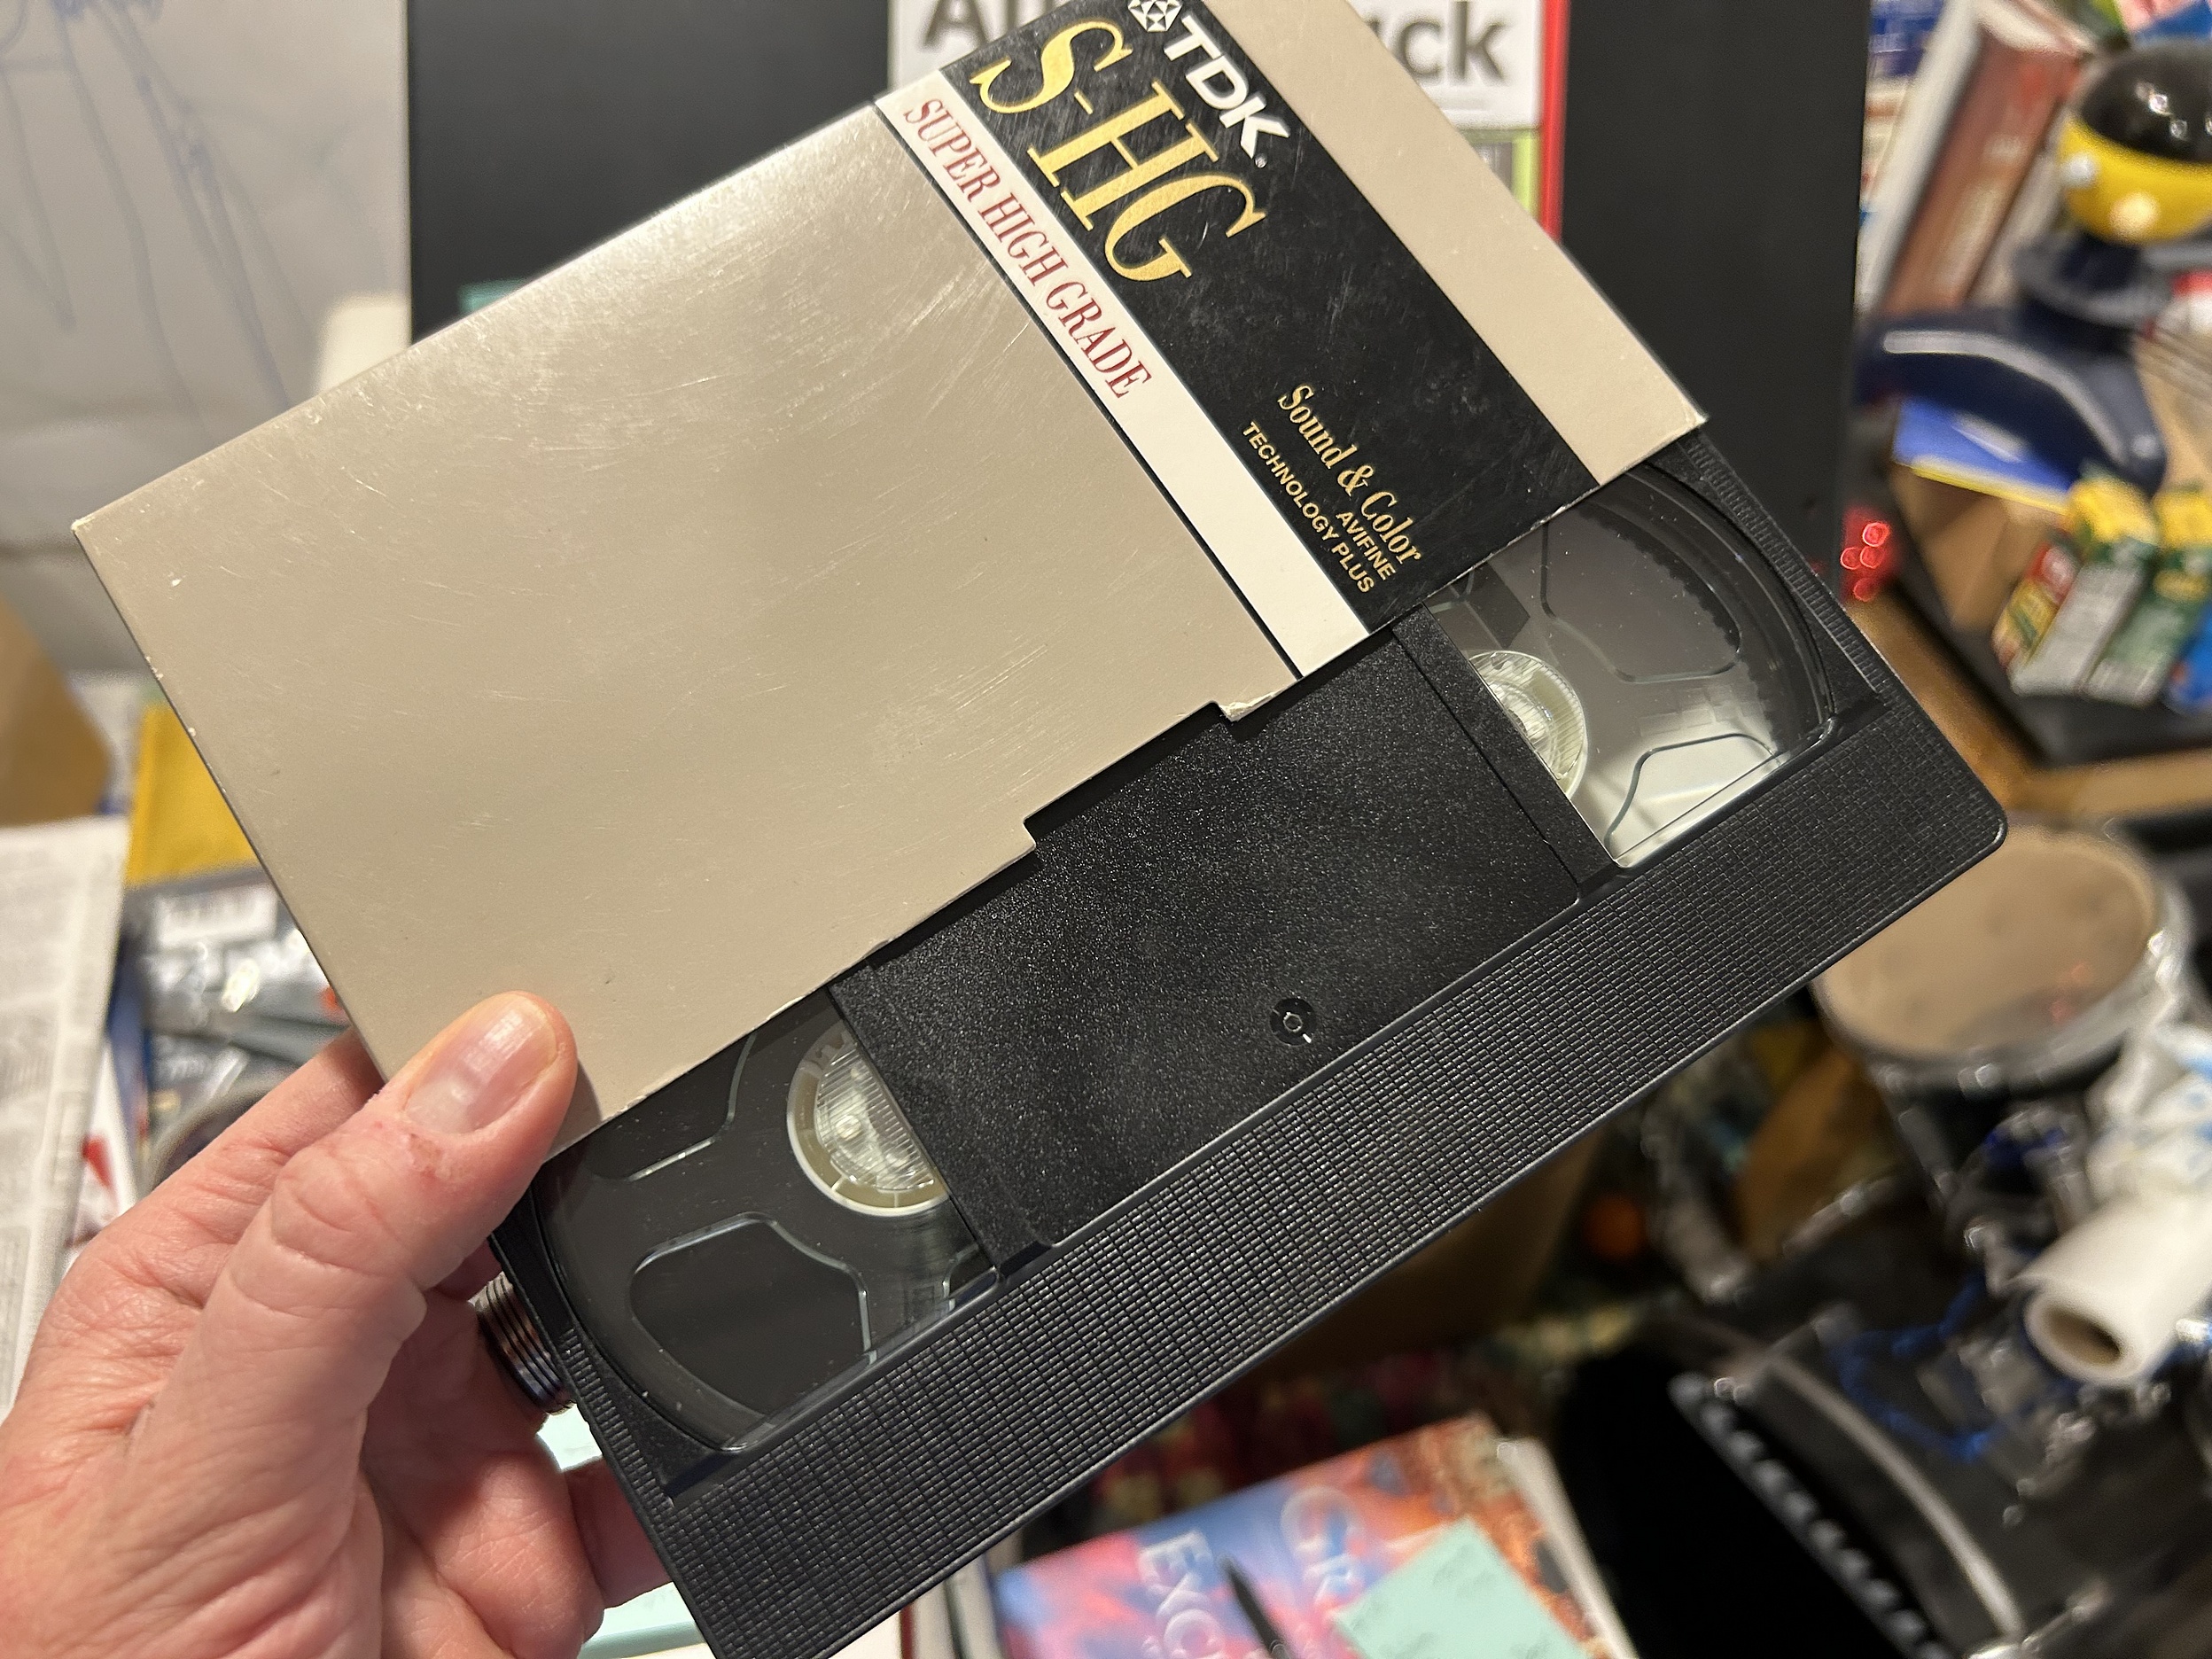 TDK®
S-HG
SUPER HIGH GRADE
Sound & Color
AVIFINE
TECHNOLOGY PLUS